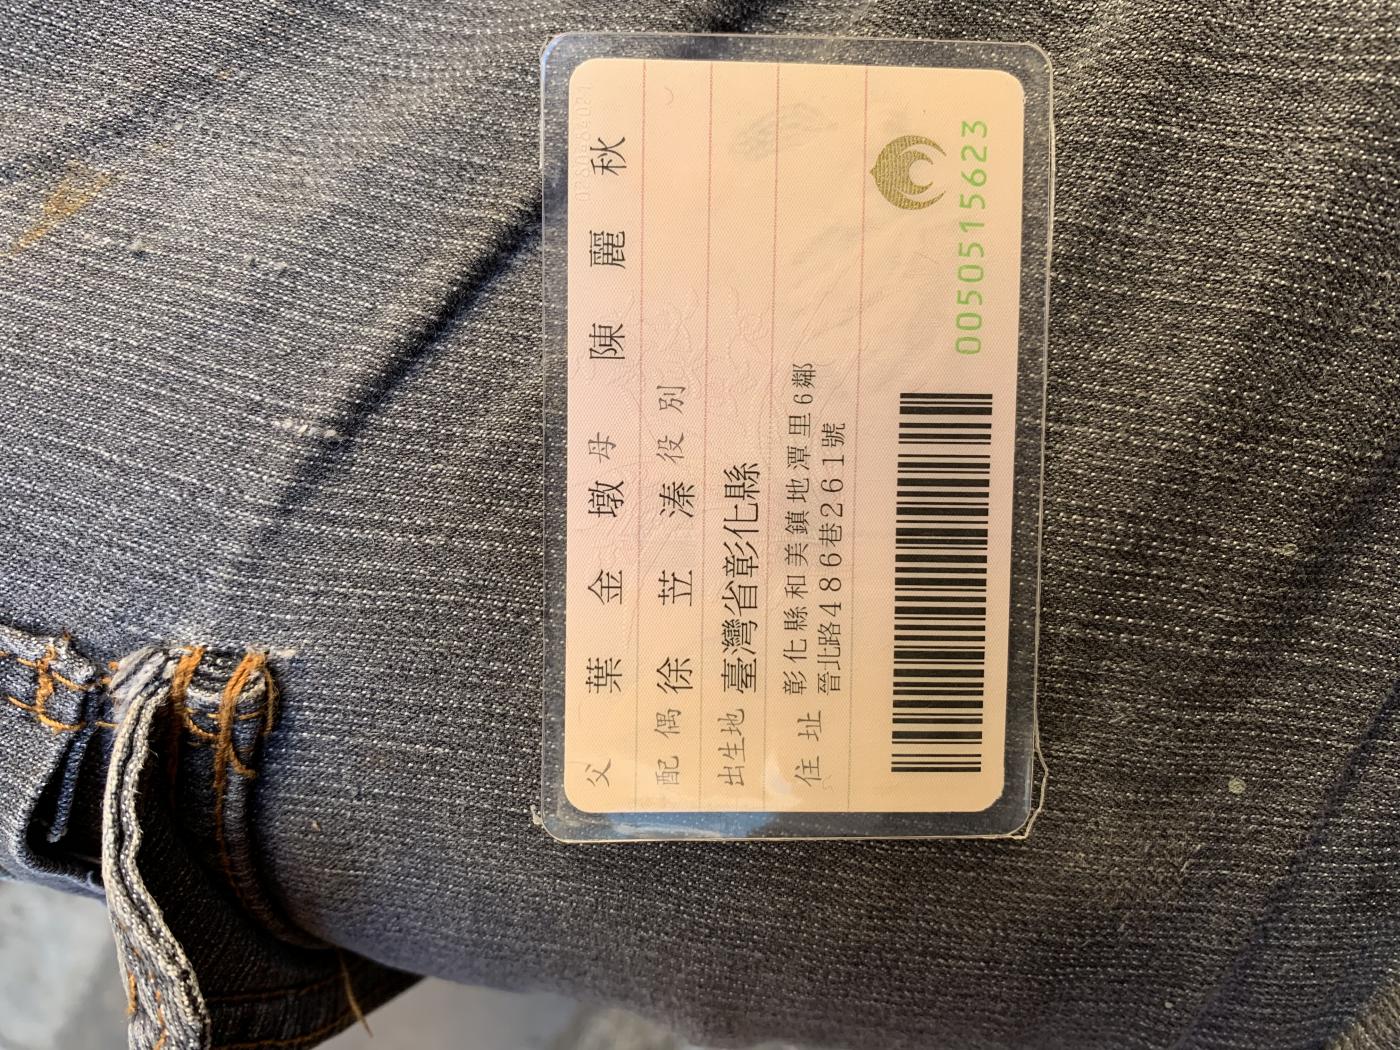 父 葉金墩 母 陳麗秋
配偶 徐苙溱 役別
出生地 臺灣省彰化縣
住址 彰化縣和美鎮地潭里6鄰
晉北路486巷261號
0050515623